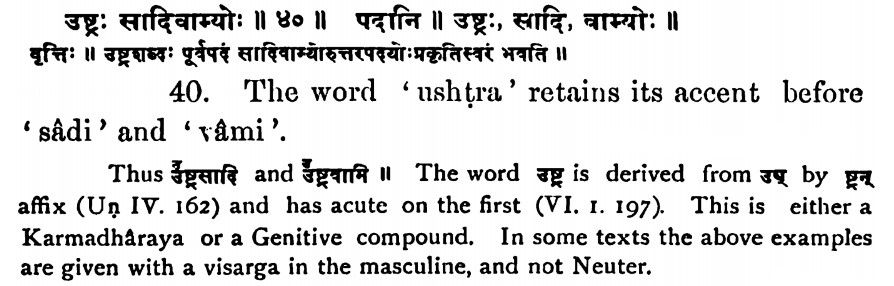 उष्ट्रः सादिवाम्योः ॥ ४० ॥ पदानि ॥ उष्ट्रः, सादि, वाम्योः ॥
वृत्तिः ॥ उष्ट्रशब्दः पूर्वपदं सादिवाम्योरुत्तरपदयोःप्रकृतिस्वरं भवति ॥
40. The word ‘ushṭra’ retains its accent before
‘sâdi’ and ‘vâmi’.
Thus उँष्ट्रसादि and उँष्ट्रवामि ॥ The word उष्ट्र is derived from उष् by ष्ट्रन्
affix (Uṇ IV. 162) and has acute on the first (VI. 1. 197). This is either a
Karmadhâraya or a Genitive compound. In some texts the above examples
are given with a visarga in the masculine, and not Neuter.